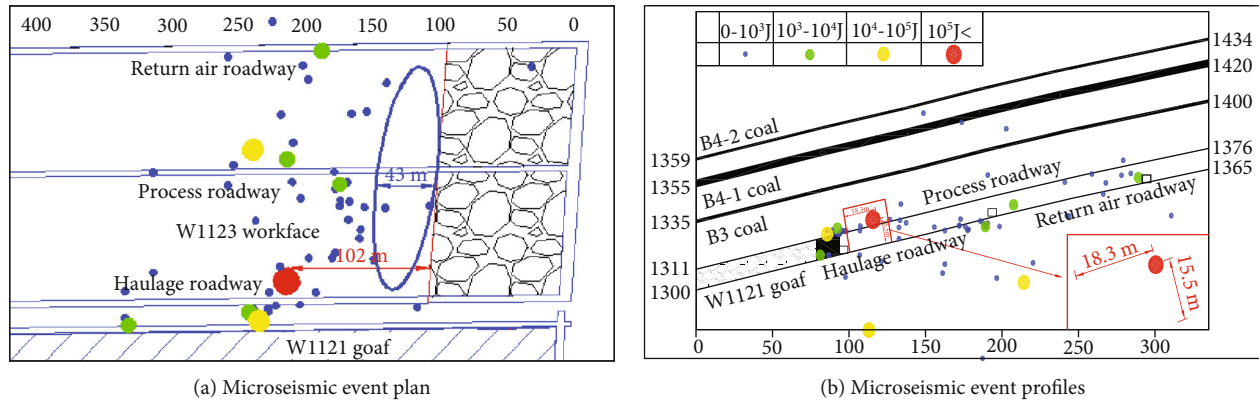 400 350 300 250 200 150 100 50 0
Return air roadway
43 m
Process roadway
W1123 workface
102 m
Haulage roadway
W1121 goaf
(a) Microseismic event plan
0-10³J 10³-10⁴J 10⁴-10⁵J 10⁵J<
1434
1420
1400
1376
1365
B4-2 coal
1359
1355
B4-1 coal
Process roadway
1335
B3 coal
Return air roadway
18.3 m
Haulage roadway
1311
W1121 goaf
1300
18.3 m
15.5 m
0 50 100 150 200 250 300
(b) Microseismic event profiles